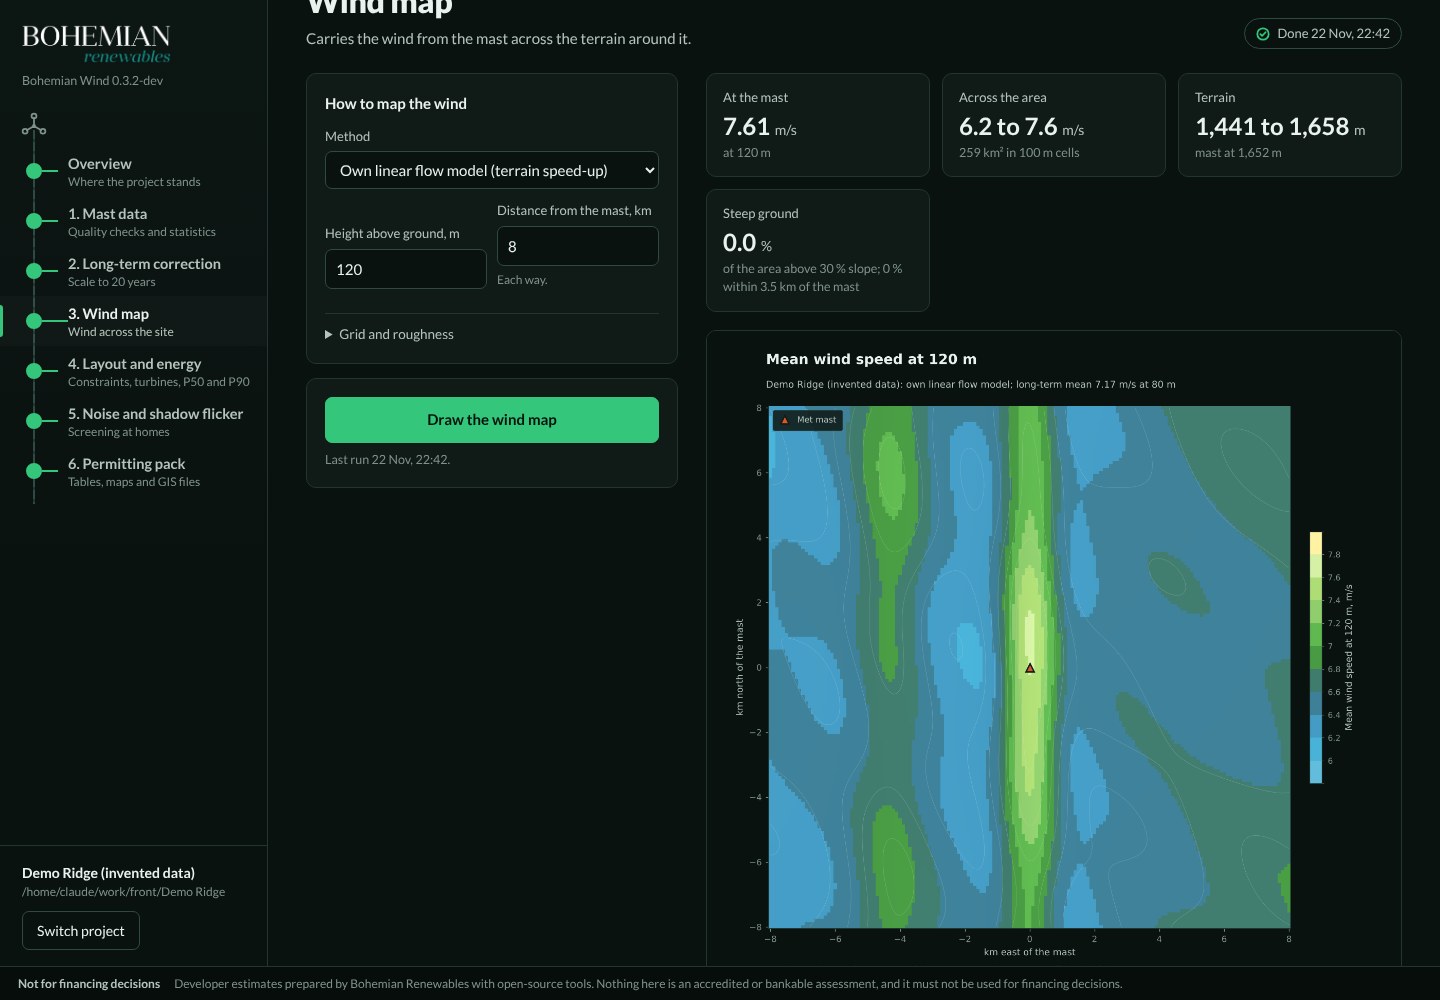 BOHEMIAN
renewables
Bohemian Wind 0.3.2-dev
Overview
Where the project stands
1. Mast data
Quality checks and statistics
2. Long-term correction
Scale to 20 years
3. Wind map
Wind across the site
4. Layout and energy
Constraints, turbines, P50 and P90
5. Noise and shadow flicker
Screening at homes
6. Permitting pack
Tables, maps and GIS files
Demo Ridge (invented data)
/home/claude/work/front/Demo Ridge
Switch project
Wind map
Carries the wind from the mast across the terrain around it.
Done 22 Nov, 22:42
How to map the wind
Method
Own linear flow model (terrain speed-up)
Height above ground, m
120
Distance from the mast, km
8
Each way.
Grid and roughness
Draw the wind map
Last run 22 Nov, 22:42.
At the mast
7.61 m/s
at 120 m
Across the area
6.2 to 7.6 m/s
259 km² in 100 m cells
Terrain
1,441 to 1,658 m
mast at 1,652 m
Steep ground
0.0 %
of the area above 30 % slope; 0 %
within 3.5 km of the mast
Mean wind speed at 120 m
Demo Ridge (invented data): own linear flow model; long-term mean 7.17 m/s at 80 m
Met mast
8
6
4
2
0
−2
−4
−6
−8
km north of the mast
−8
−6
−4
−2
0
2
4
6
8
km east of the mast
7.8
7.6
7.4
7.2
7
6.8
6.6
6.4
6.2
6
Mean wind speed at 120 m, m/s
Not for financing decisions
Developer estimates prepared by Bohemian Renewables with open-source tools. Nothing here is an accredited or bankable assessment, and it must not be used for financing decisions.